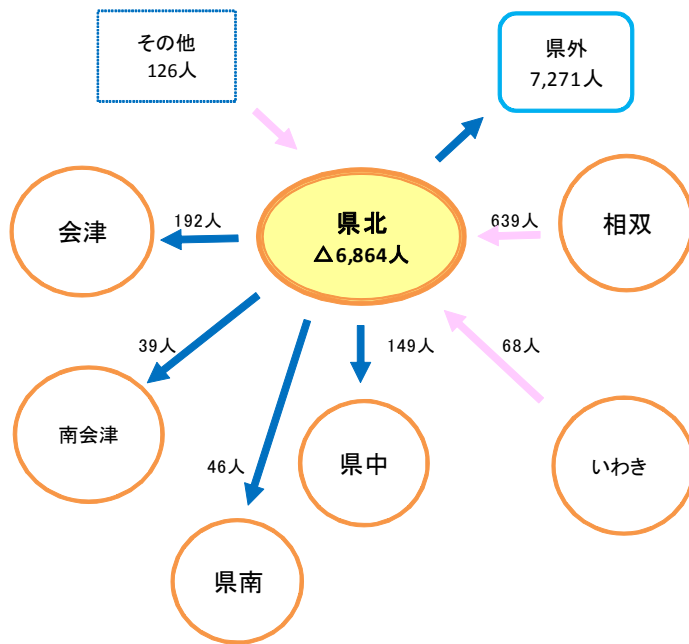 その他
126人
県外
7,271人
会津
192人
県北
△6,864人
639人
相双
39人
149人
68人
南会津
46人
県中
いわき
県南